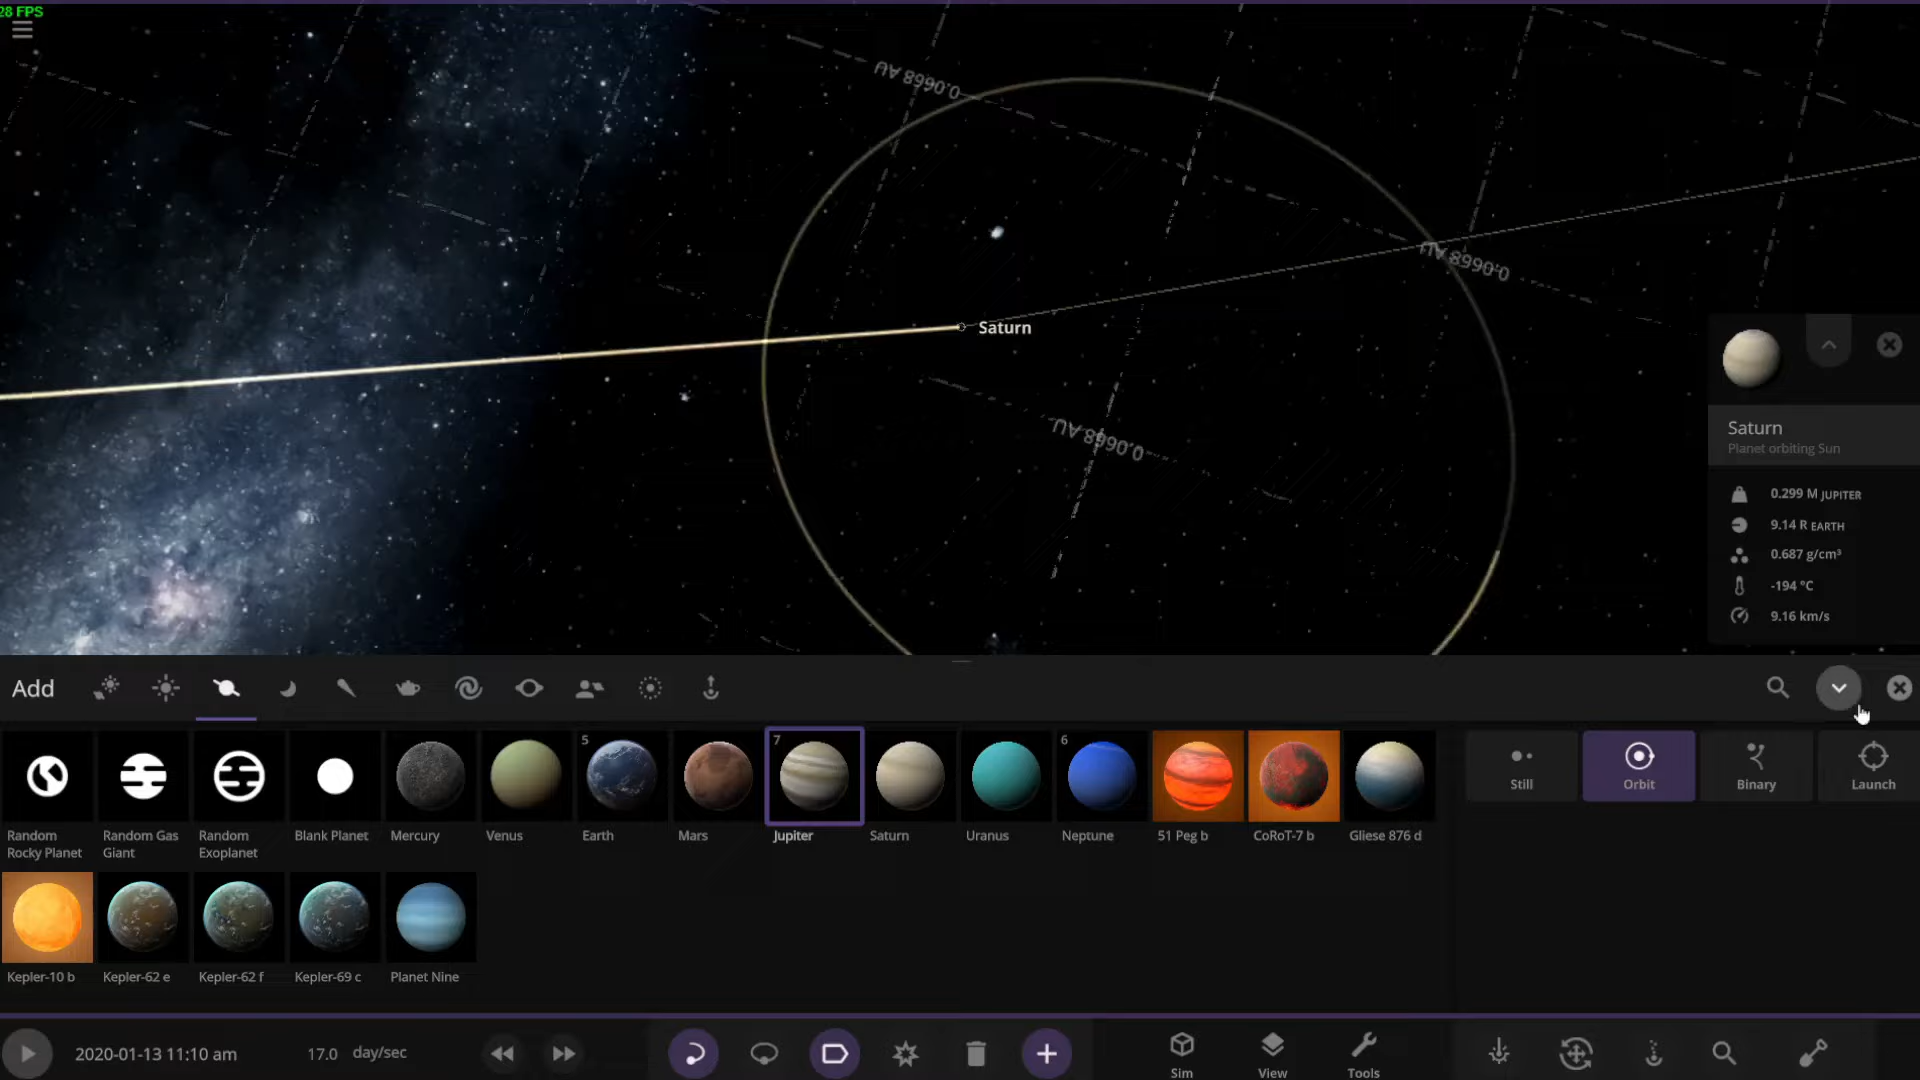 28 FPS
0.0668 AU
0.0668 AU
Saturn
0.0668 AU
Saturn
Planet orbiting Sun
0.299 M JUPITER
9.14 R EARTH
0.687 g/cm³
-194 °C
9.16 km/s
Add
5
7
6
Still
Orbit
Binary
Launch
Random Rocky Planet
Random Gas Giant
Random Exoplanet
Blank Planet
Mercury
Venus
Earth
Mars
Jupiter
Saturn
Uranus
Neptune
51 Peg b
CoRoT-7 b
Gliese 876 d
Kepler-10 b
Kepler-62 e
Kepler-62 f
Kepler-69 c
Planet Nine
2020-01-13 11:10 am
17.0 day/sec
Sim
View
Tools